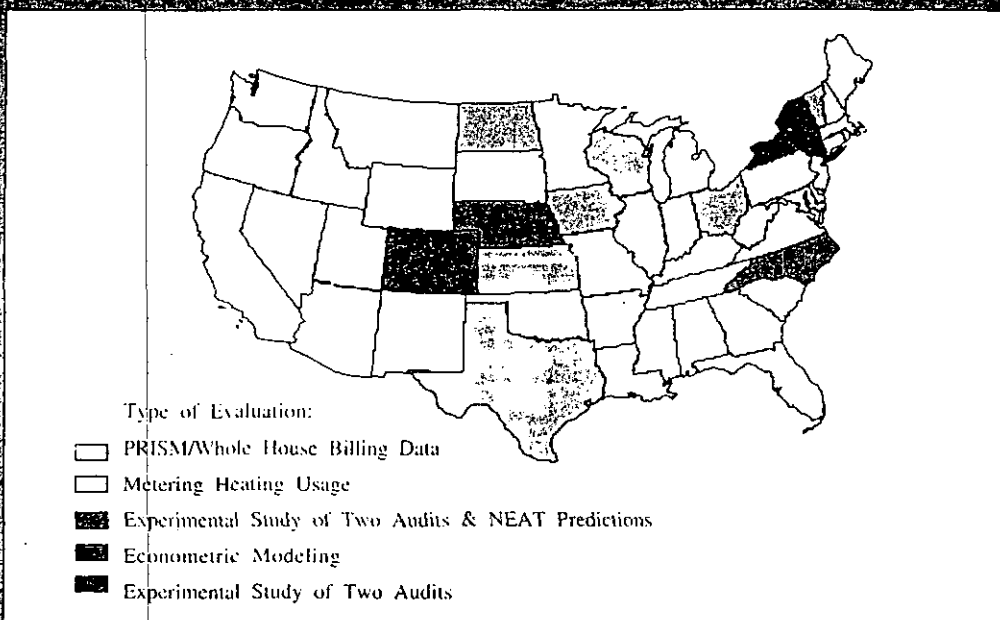 Type of Evaluation:
PRISM/Whole House Billing Data
Metering Heating Usage
Experimental Study of Two Audits & NEAT Predictions
Econometric Modeling
Experimental Study of Two Audits